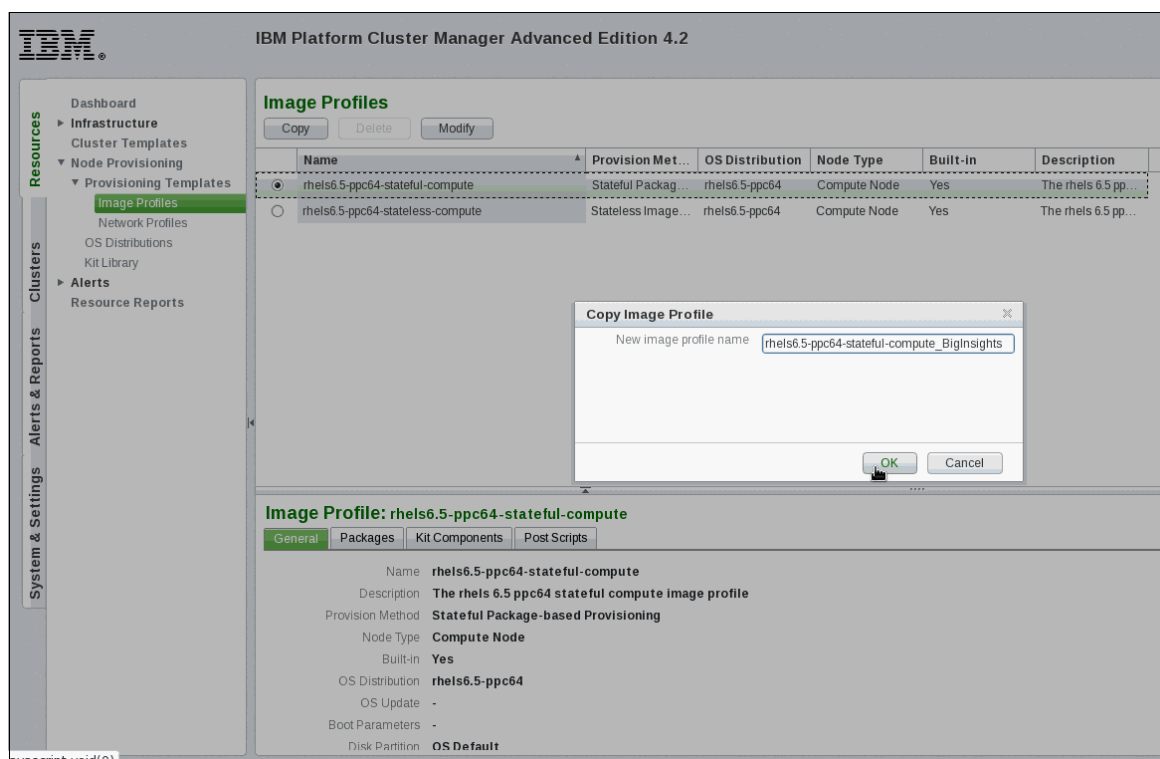 IBM®
IBM Platform Cluster Manager Advanced Edition 4.2
Resources
Clusters
Alerts & Reports
System & Settings
Dashboard
Infrastructure
Cluster Templates
Node Provisioning
Provisioning Templates
Image Profiles
Network Profiles
OS Distributions
Kit Library
Alerts
Resource Reports
Image Profiles
Copy Delete Modify
Name Provision Met... OS Distribution Node Type Built-in Description
rhels6.5-ppc64-stateful-compute Stateful Packag... rhels6.5-ppc64 Compute Node Yes The rhels 6.5 pp...
rhels6.5-ppc64-stateless-compute Stateless Image... rhels6.5-ppc64 Compute Node Yes The rhels 6.5 pp...
Copy Image Profile
New image profile name rhels6.5-ppc64-stateful-compute_BigInsights
OK Cancel
Image Profile: rhels6.5-ppc64-stateful-compute
General Packages Kit Components Post Scripts
Name rhels6.5-ppc64-stateful-compute
Description The rhels 6.5 ppc64 stateful compute image profile
Provision Method Stateful Package-based Provisioning
Node Type Compute Node
Built-in Yes
OS Distribution rhels6.5-ppc64
OS Update -
Boot Parameters -
Disk Partition OS Default